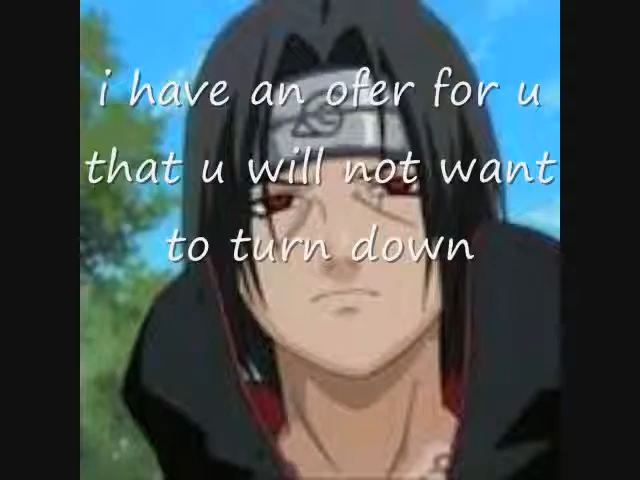 i have an ofer for u
that u will not want
to turn down